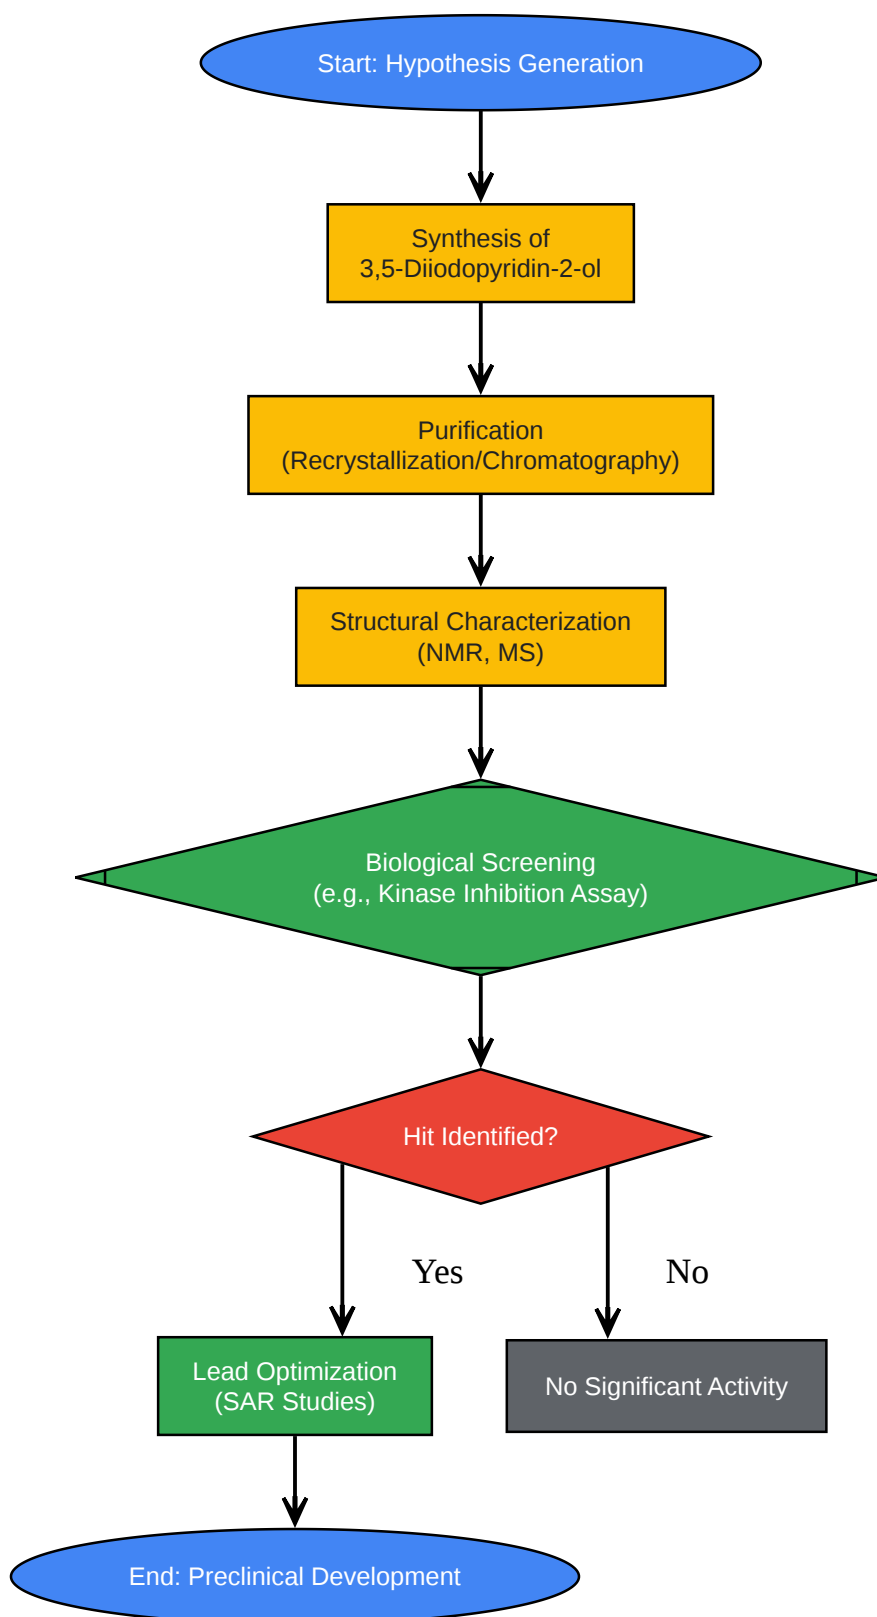 Start: Hypothesis Generation
Synthesis of
3,5-Diiodopyridin-2-ol
Purification
(Recrystallization/Chromatography)
Structural Characterization
(NMR, MS)
Biological Screening
(e.g., Kinase Inhibition Assay)
Hit Identified?
Yes
No
Lead Optimization
(SAR Studies)
No Significant Activity
End: Preclinical Development